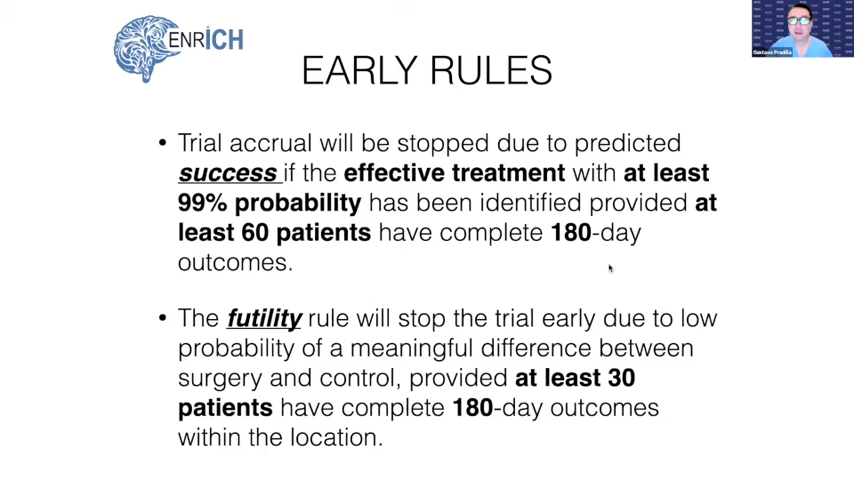 ENRICH
Gustavo Pradilla
EARLY RULES
• Trial accrual will be stopped due to predicted
success if the effective treatment with at least
99% probability has been identified provided at
least 60 patients have complete 180-day
outcomes.
• The futility rule will stop the trial early due to low
probability of a meaningful difference between
surgery and control, provided at least 30
patients have complete 180-day outcomes
within the location.